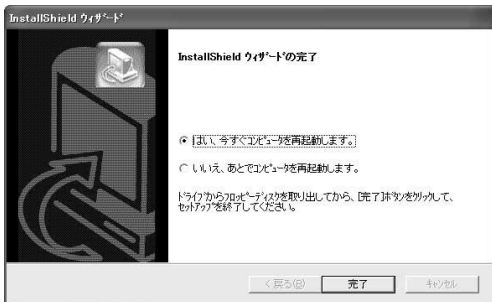 InstallShield ウィザード
InstallShield ウィザードの完了
はい、今すぐコンピュータを再起動します。
いいえ、あとでコンピュータを再起動します。
ドライブからフロッピーディスクを取り出してから、[完了]ボタンをクリックして、
セットアップを終了してください。
< 戻る(B)
完了
キャンセル